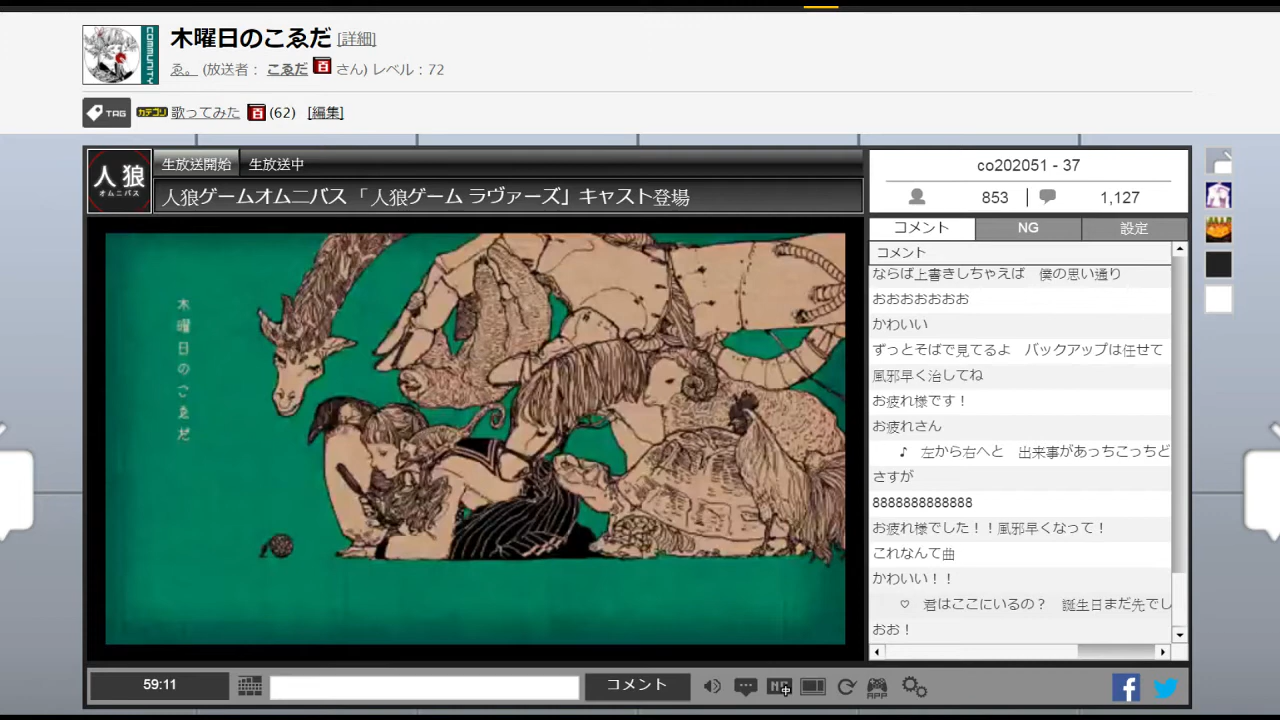 木曜日のこゑだ [詳細]
ゑ。 (放送者： こゑだ 百 さん) レベル：72
COMMUNITY
TAG カテゴリ 歌ってみた 百 (62) [編集]
人狼
オムニバス
生放送開始 生放送中
人狼ゲームオムニバス「人狼ゲーム ラヴァーズ」キャスト登場
木曜日のこゑだ
co202051 - 37
853 1,127
コメント NG 設定
コメント
ならば上書きしちゃえば 僕の思い通り
おおおおおおお
かわいい
ずっとそばで見てるよ バックアップは任せて
風邪早く治してね
お疲れ様です！
お疲れさん
♪ 左から右へと 出来事があっちこっちど
さすが
8888888888888
お疲れ様でした！！風邪早くなって！
これなんて曲
かわいい！！
♡ 君はここにいるの？ 誕生日まだ先でし
おお！
59:11 コメント
APP